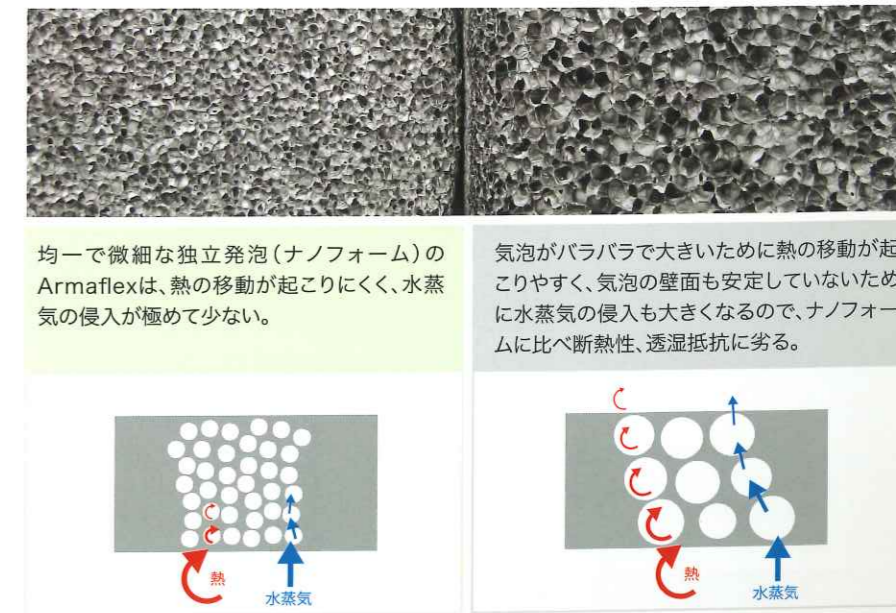 均一で微細な独立発泡（ナノフォーム）の
Armaflexは、熱の移動が起こりにくく、水蒸
気の侵入が極めて少ない。
気泡がバラバラで大きいために熱の移動が起
こりやすく、気泡の壁面も安定していないため
に水蒸気の侵入も大きくなるので、ナノフォー
ムに比べ断熱性、透湿抵抗に劣る。
熱
水蒸気
熱
水蒸気